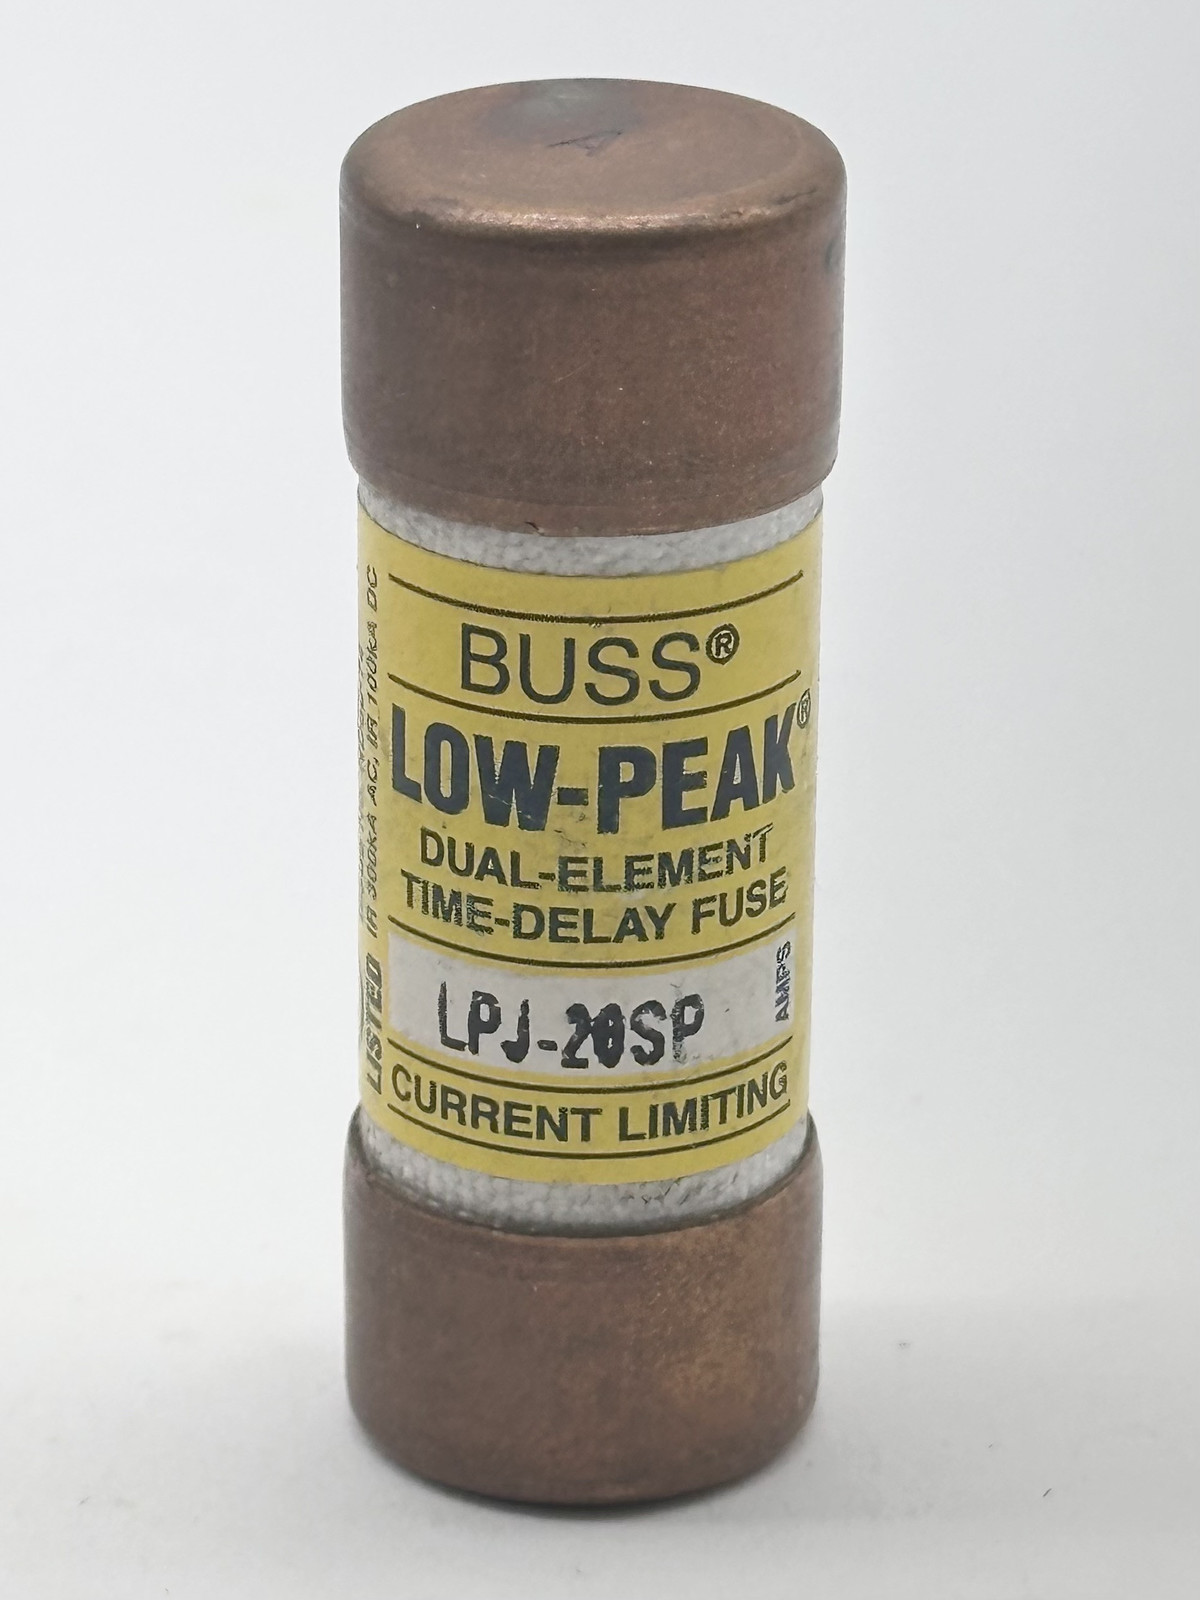 BUSS®
LOW-PEAK®
DUAL-ELEMENT
TIME-DELAY FUSE
LPJ-20SP
AMPS
CURRENT LIMITING
LISTED IR 300KA AC, IR 100KA DC